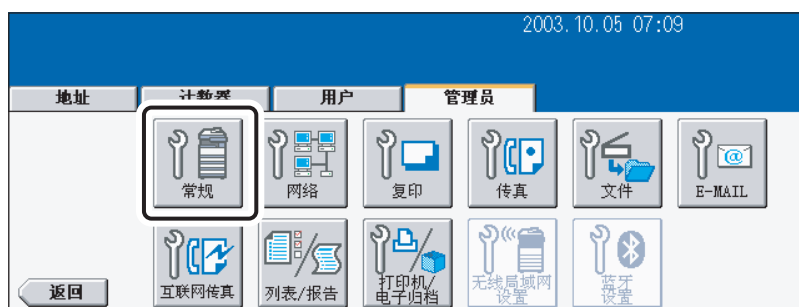 2003.10.05 07:09
地址 计数器 用户 管理员
常规 网络 复印 传真 文件 E-MAIL
互联网传真 列表/报告 打印机/
电子归档 无线局域网
设置 蓝牙
设置
返回